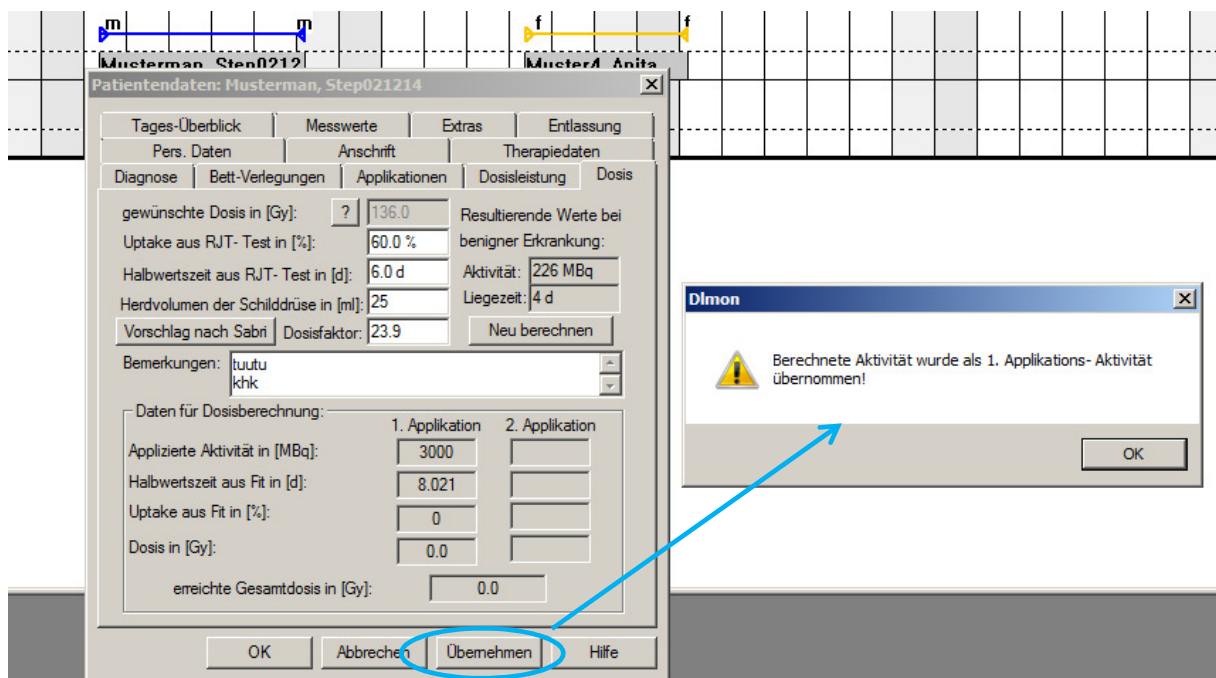 m m f f
Musterman, Step0212 Muster4, Anita
Patientendaten: Musterman, Step021214
Tages-Überblick Messwerte Extras Entlassung
Pers. Daten Anschrift Therapiedaten
Diagnose Bett-Verlegungen Applikationen Dosisleistung Dosis
gewünschte Dosis in [Gy]: ? 136.0 Resultierende Werte bei
Uptake aus RJT- Test in [%]: 60.0 % benigner Erkrankung:
Halbwertszeit aus RJT- Test in [d]: 6.0 d Aktivität: 226 MBq
Herdvolumen der Schilddrüse in [ml]: 25 Liegezeit: 4 d
Vorschlag nach Sabri Dosisfaktor: 23.9 Neu berechnen
Bemerkungen: tuutu
khk
Daten für Dosisberechnung:
1. Applikation 2. Applikation
Applizierte Aktivität in [MBq]: 3000
Halbwertszeit aus Fit in [d]: 8.021
Uptake aus Fit in [%]: 0
Dosis in [Gy]: 0.0
erreichte Gesamtdosis in [Gy]: 0.0
OK Abbrechen Übernehmen Hilfe
DImon
Berechnete Aktivität wurde als 1. Applikations- Aktivität
übernommen!
OK